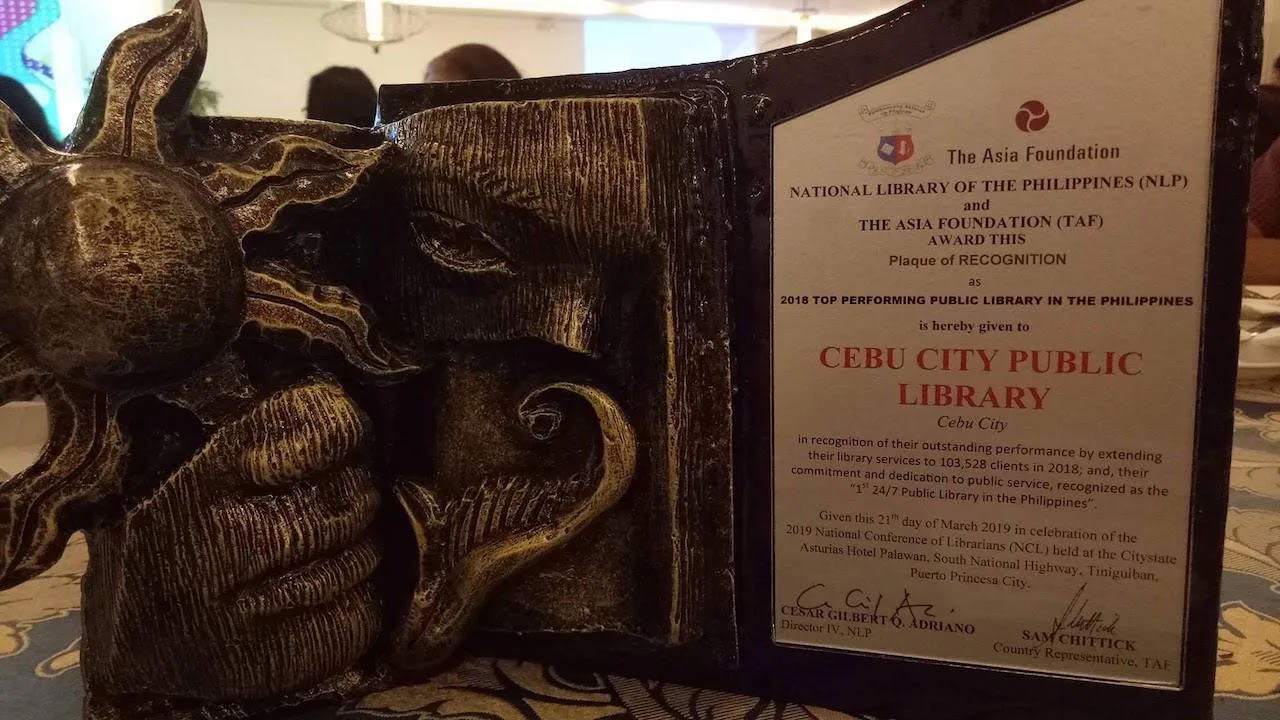 The Asia Foundation
NATIONAL LIBRARY OF THE PHILIPPINES (NLP)
and
THE ASIA FOUNDATION (TAF)
AWARD THIS
Plaque of RECOGNITION
as
2018 TOP PERFORMING PUBLIC LIBRARY IN THE PHILIPPINES
is hereby given to
CEBU CITY PUBLIC
LIBRARY
Cebu City
in recognition of their outstanding performance by extending
their library services to 103,528 clients in 2018; and, their
commitment and dedication to public service, recognized as the
"1st 24/7 Public Library in the Philippines".
Given this 21th day of March 2019 in celebration of the
2019 National Conference of Librarians (NCL) held at the Citystate
Asturias Hotel Palawan, South National Highway, Tiniguiban,
Puerto Princesa City.
CESAR GILBERT Q. ADRIANO
Director IV, NLP
SAM CHITTICK
Country Representative, TAF